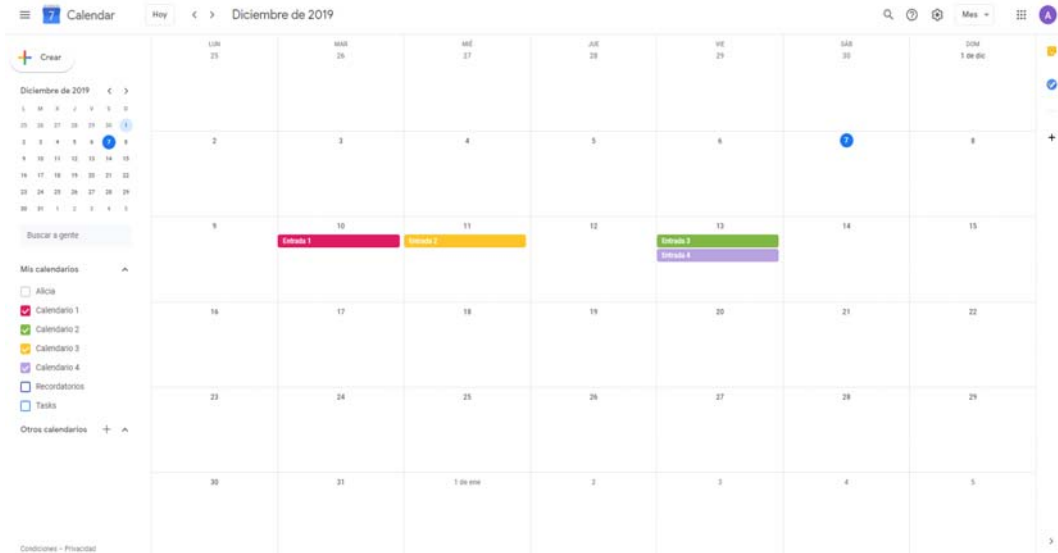 7 Calendar Hoy Diciembre de 2019 Mes A
Crear
Diciembre de 2019
L M X J V S D
25 26 27 28 29 30 1
2 3 4 5 6 7 8
9 10 11 12 13 14 15
16 17 18 19 20 21 22
23 24 25 26 27 28 29
30 31 1 2 3 4 5
Buscar a gente
Mis calendarios
Alicia
Calendario 1
Calendario 2
Calendario 3
Calendario 4
Recordatorios
Tasks
Otros calendarios
Condiciones – Privacidad
LUN MAR MIÉ JUE VIE SÁB DOM
25 26 27 28 29 30 1 de dic
2 3 4 5 6 7 8
9 10 11 12 13 14 15
Entrada 1 Entrada 2 Entrada 3
Entrada 4
16 17 18 19 20 21 22
23 24 25 26 27 28 29
30 31 1 de ene 2 3 4 5